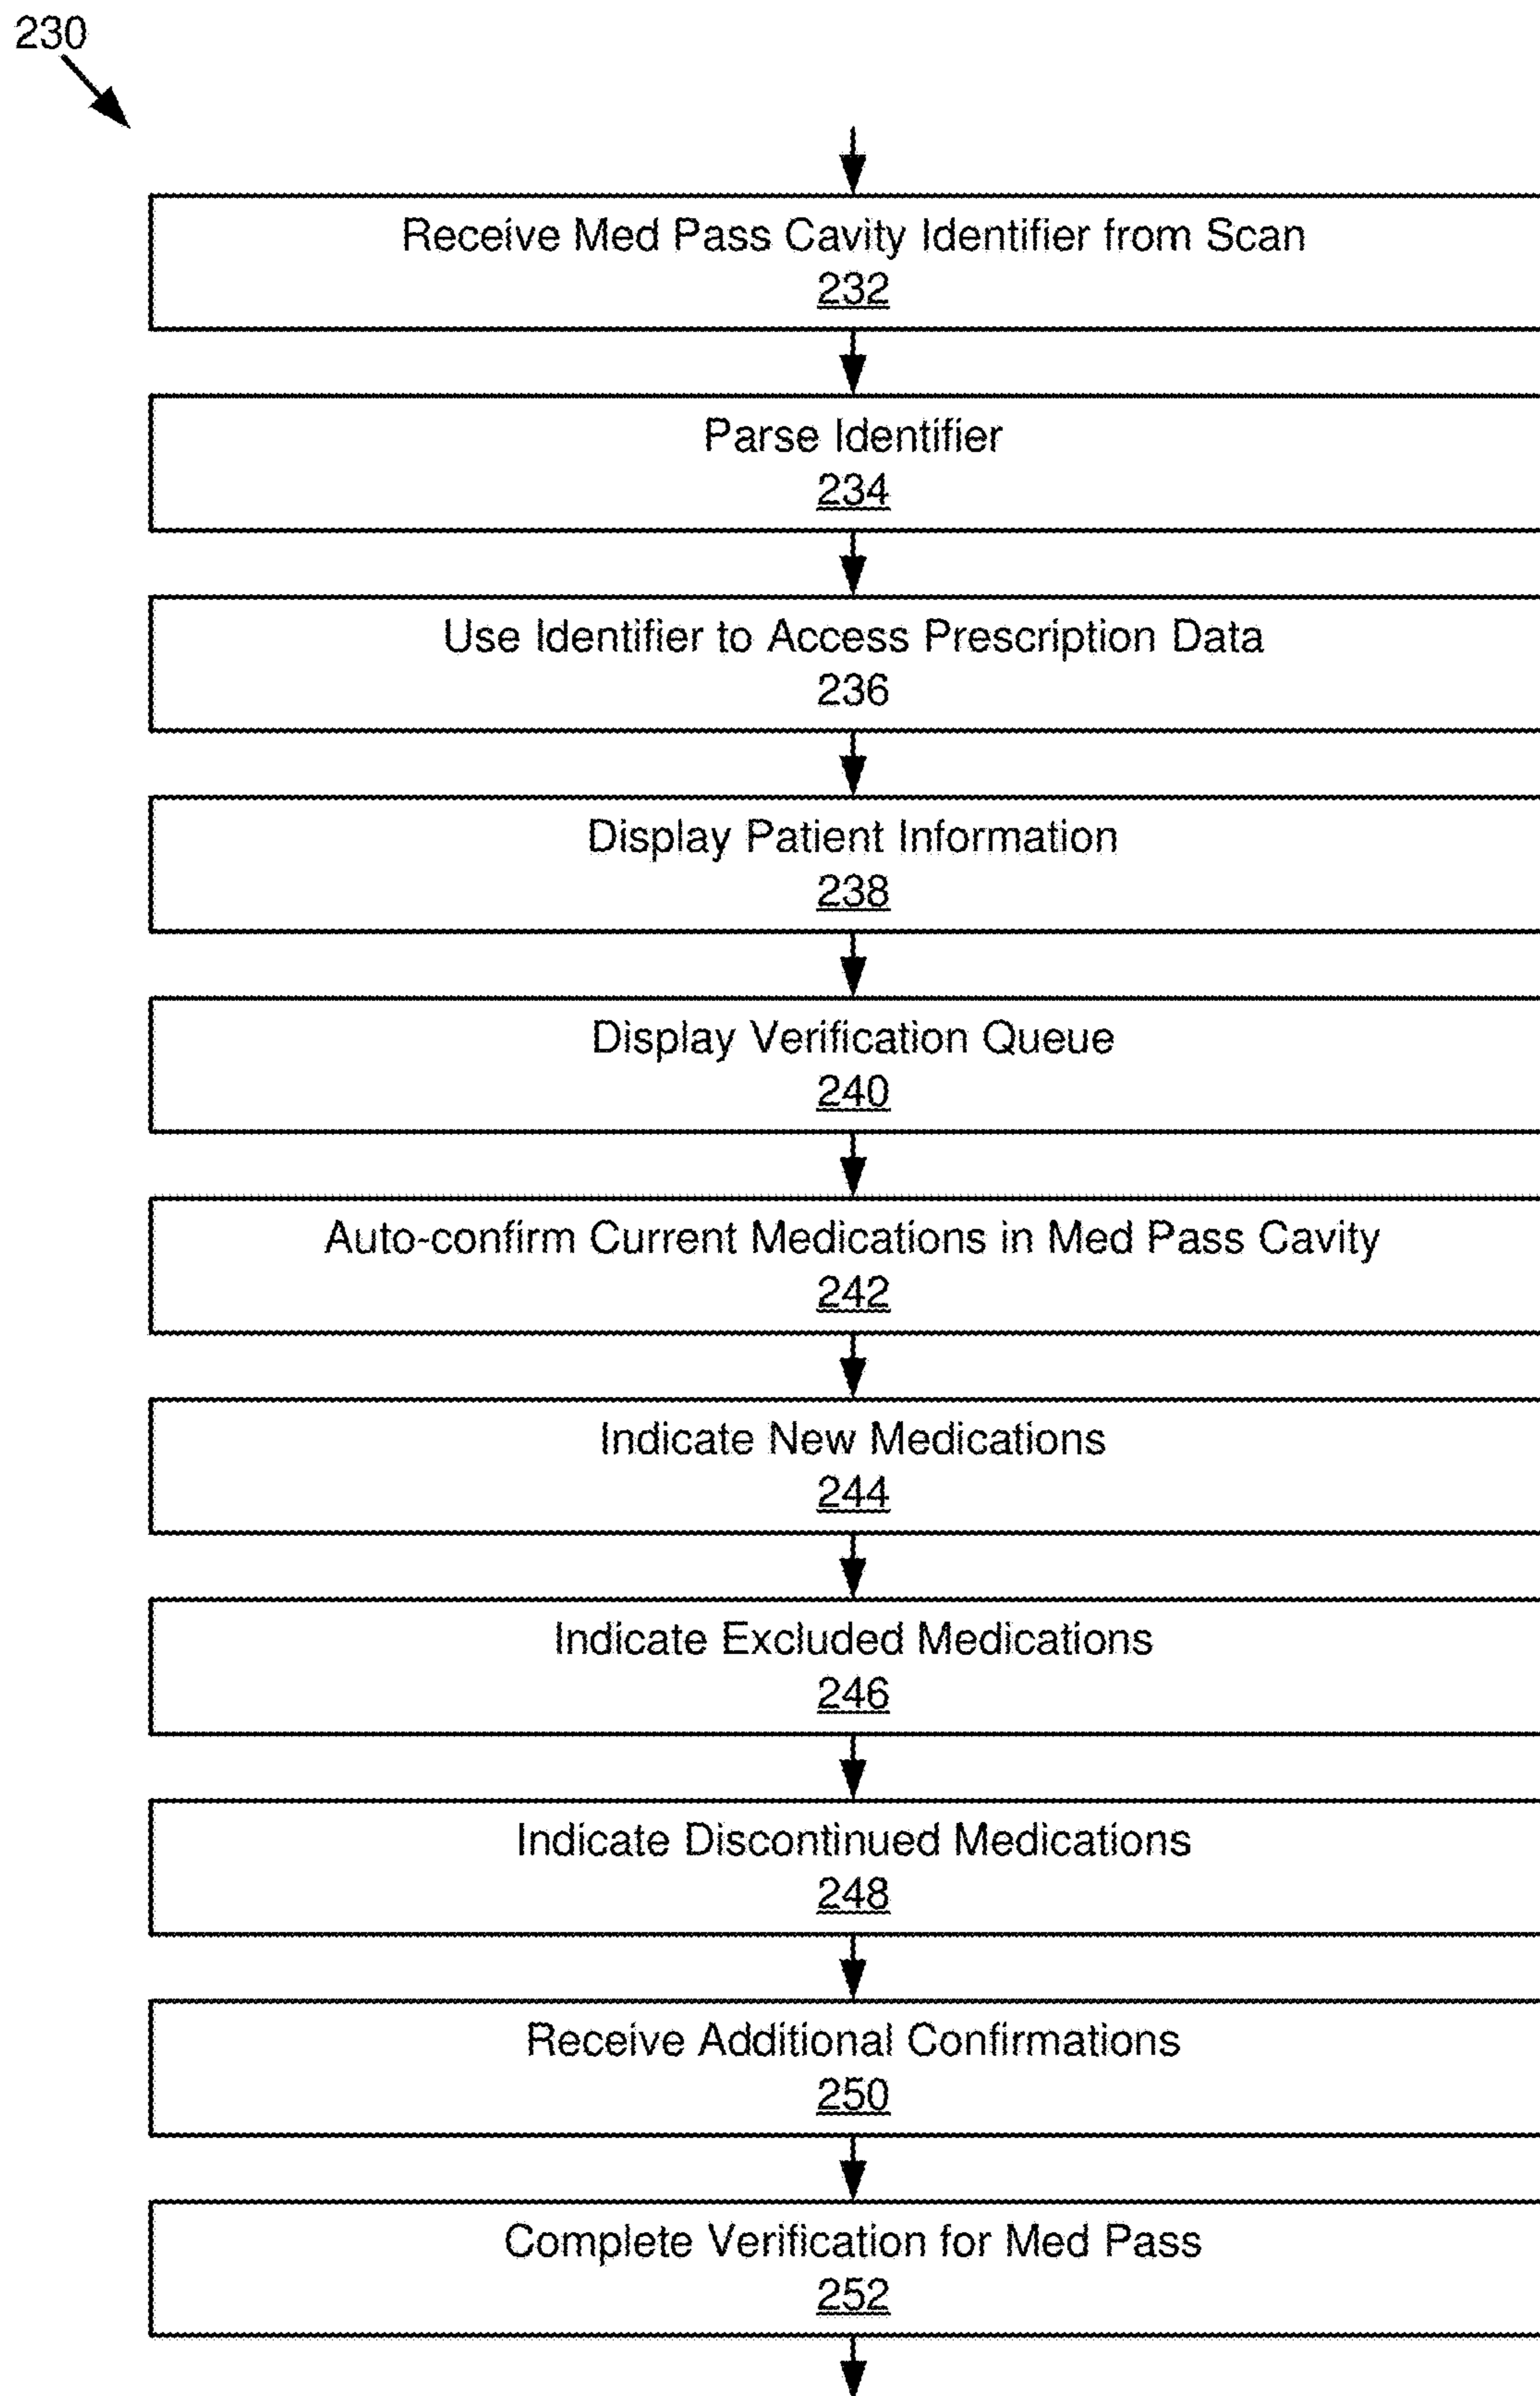 230
Receive Med Pass Cavity Identifier from Scan
232
Parse Identifier
234
Use Identifier to Access Prescription Data
236
Display Patient Information
238
Display Verification Queue
240
Auto-confirm Current Medications in Med Pass Cavity
242
Indicate New Medications
244
Indicate Excluded Medications
246
Indicate Discontinued Medications
248
Receive Additional Confirmations
250
Complete Verification for Med Pass
252